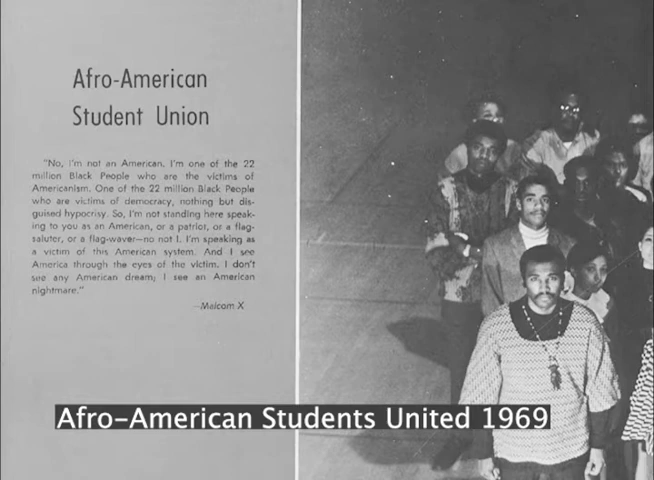 Afro-American
Student Union
"No, I'm not an American. I'm one of the 22
million Black People who are the victims of
Americanism. One of the 22 million Black People
who are victims of democracy, nothing but dis-
guised hypocrisy. So, I'm not standing here speak-
ing to you as an American, or a patriot, or a flag-
saluter, or a flag-waver—no not I. I'm speaking as
a victim of this American system. And I see
America through the eyes of the victim. I don't
see any American dream; I see an American
nightmare."
—Malcom X
Afro-American Students United 1969